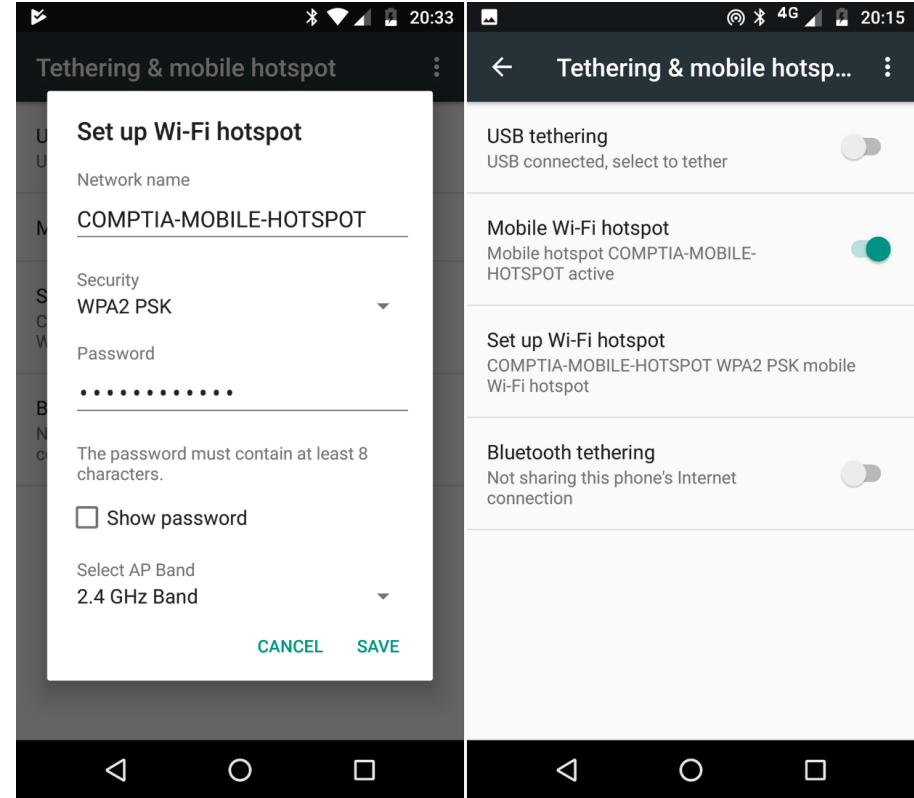 20:33
Tethering & mobile hotspot
Set up Wi-Fi hotspot
Network name
COMPTIA-MOBILE-HOTSPOT
Security
WPA2 PSK
Password
••••••••••••
The password must contain at least 8
characters.
Show password
Select AP Band
2.4 GHz Band
CANCEL SAVE
4G 20:15
Tethering & mobile hotsp...
USB tethering
USB connected, select to tether
Mobile Wi-Fi hotspot
Mobile hotspot COMPTIA-MOBILE-
HOTSPOT active
Set up Wi-Fi hotspot
COMPTIA-MOBILE-HOTSPOT WPA2 PSK mobile
Wi-Fi hotspot
Bluetooth tethering
Not sharing this phone's Internet
connection